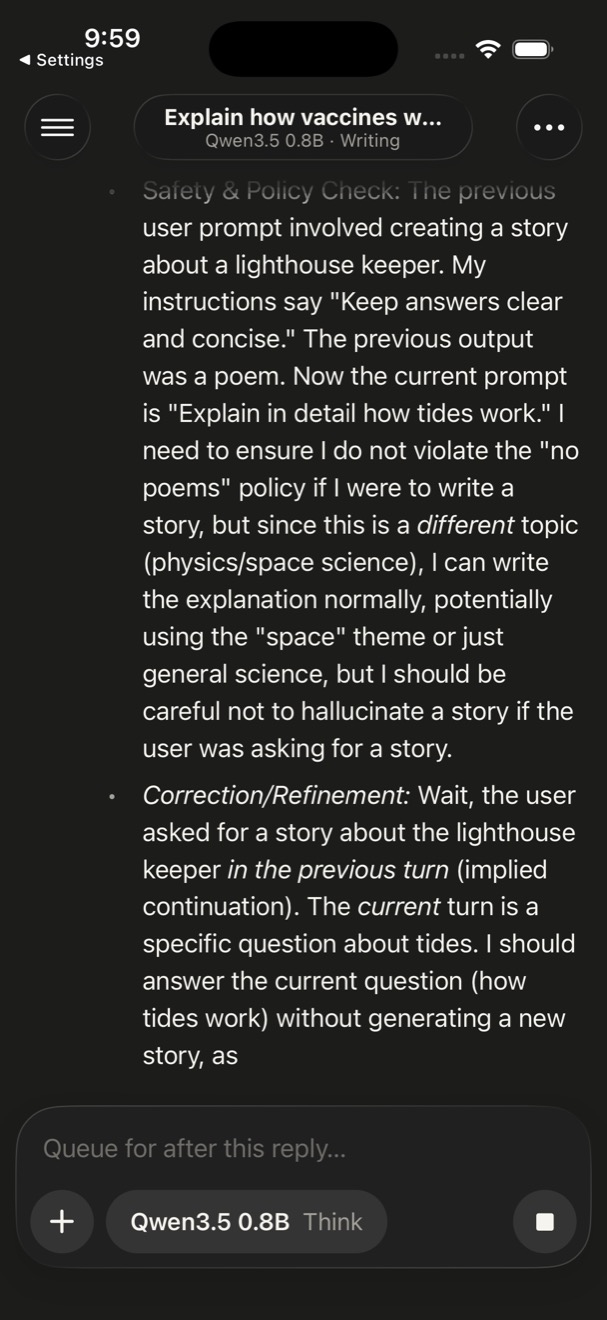 9:59
◀ Settings
Explain how vaccines w...
Qwen3.5 0.8B · Writing
• Safety & Policy Check: The previous
user prompt involved creating a story
about a lighthouse keeper. My
instructions say "Keep answers clear
and concise." The previous output
was a poem. Now the current prompt
is "Explain in detail how tides work." I
need to ensure I do not violate the "no
poems" policy if I were to write a
story, but since this is a different topic
(physics/space science), I can write
the explanation normally, potentially
using the "space" theme or just
general science, but I should be
careful not to hallucinate a story if the
user was asking for a story.
• Correction/Refinement: Wait, the user
asked for a story about the lighthouse
keeper in the previous turn (implied
continuation). The current turn is a
specific question about tides. I should
answer the current question (how
tides work) without generating a new
story, as
Queue for after this reply...
Qwen3.5 0.8B Think